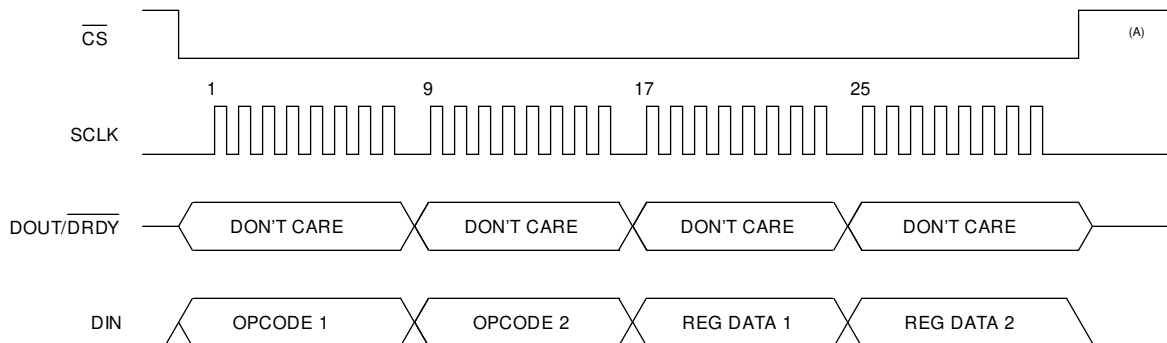 CS
(A)
1 9 17 25
SCLK
DOUT/DRDY DON'T CARE DON'T CARE DON'T CARE DON'T CARE
DIN OPCODE 1 OPCODE 2 REG DATA 1 REG DATA 2